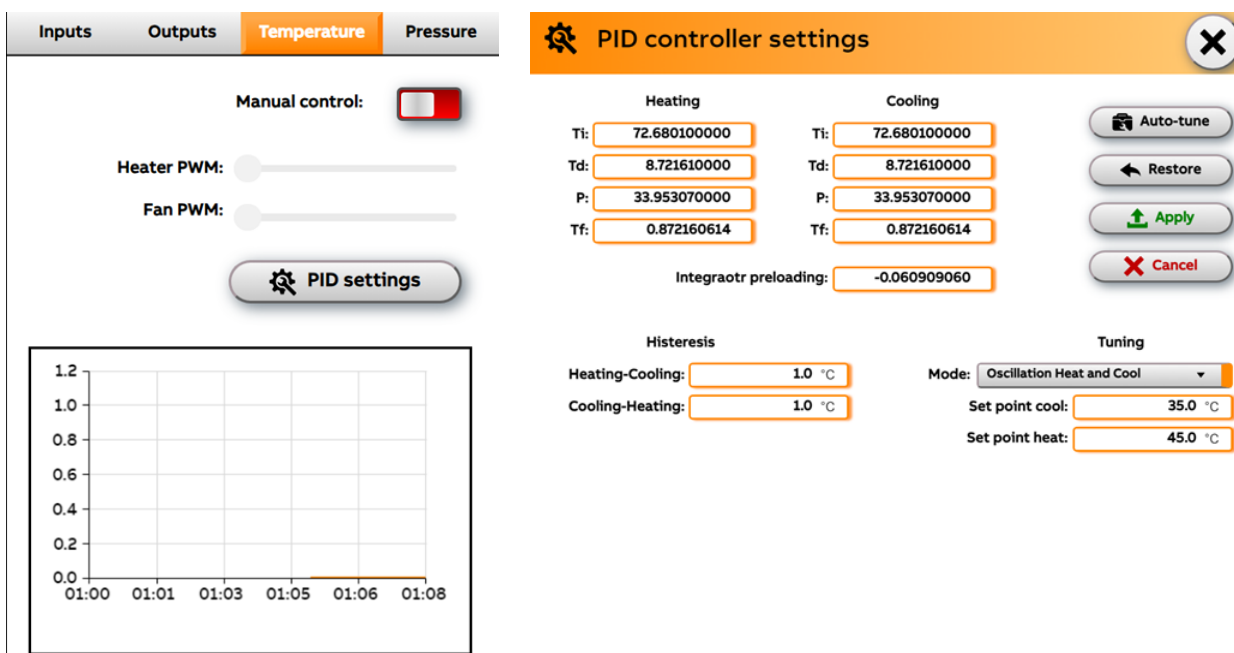 Inputs Outputs Temperature Pressure
Manual control:
Heater PWM:
Fan PWM:
PID settings
1.2
1.0
0.8
0.6
0.4
0.2
0.0
01:00 01:01 01:03 01:05 01:06 01:08
PID controller settings
Heating Cooling
Ti: 72.680100000 Ti: 72.680100000
Td: 8.721610000 Td: 8.721610000
P: 33.953070000 P: 33.953070000
Tf: 0.872160614 Tf: 0.872160614
Integraotr preloading: -0.060909060
Auto-tune
Restore
Apply
Cancel
Histeresis
Heating-Cooling: 1.0 °C
Cooling-Heating: 1.0 °C
Tuning
Mode: Oscillation Heat and Cool
Set point cool: 35.0 °C
Set point heat: 45.0 °C